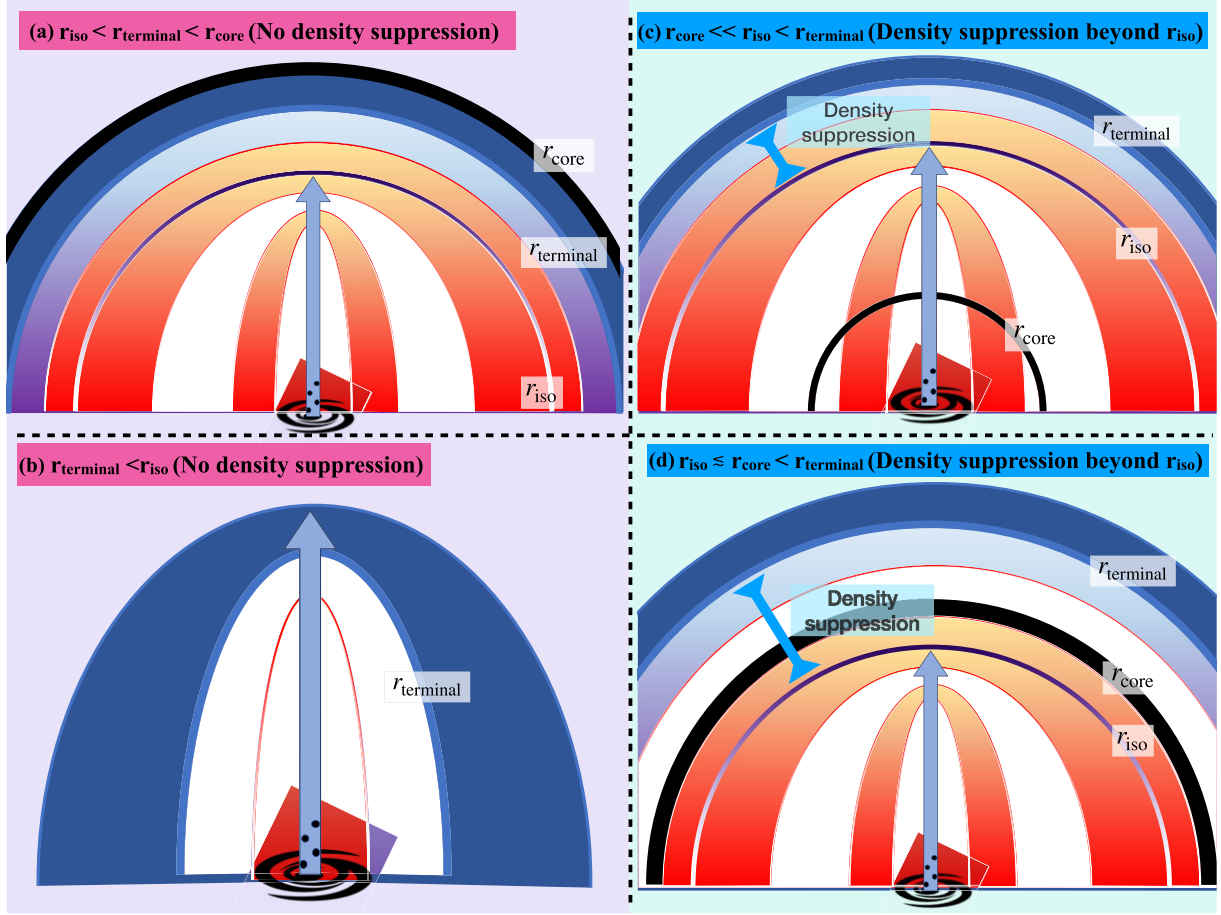 (a) r_iso < r_terminal < r_core (No density suppression)
r_core
r_terminal
r_iso
(c) r_core << r_iso < r_terminal (Density suppression beyond r_iso)
Density
suppression
r_terminal
r_iso
r_core
(b) r_terminal <r_iso (No density suppression)
r_terminal
(d) r_iso ≲ r_core < r_terminal (Density suppression beyond r_iso)
r_terminal
Density
suppression
r_core
r_iso